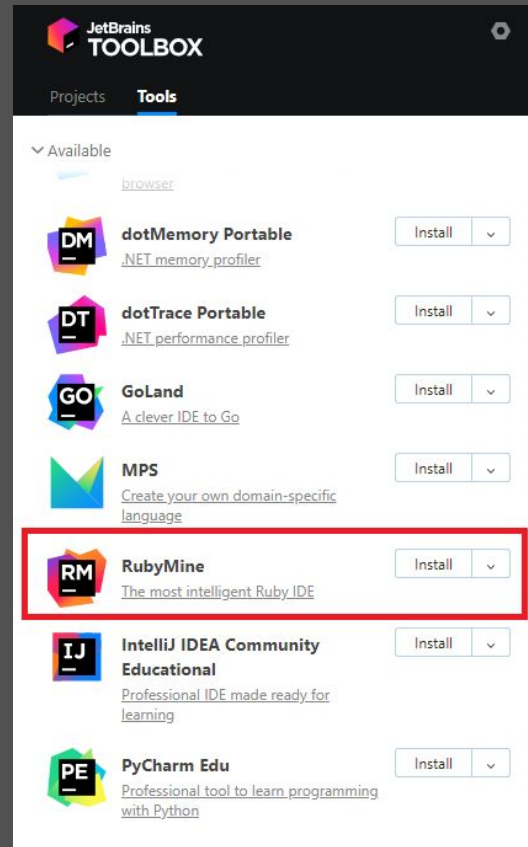 JetBrains
TOOLBOX
Projects Tools
Available
browser
DM
dotMemory Portable
Install
.NET memory profiler
DT
dotTrace Portable
Install
.NET performance profiler
GO
GoLand
Install
A clever IDE to Go
MPS
Install
Create your own domain-specific
language
RM
RubyMine
Install
The most intelligent Ruby IDE
IJ
IntelliJ IDEA Community
Educational
Install
Professional IDE made ready for
learning
PE
PyCharm Edu
Install
Professional tool to learn programming
with Python